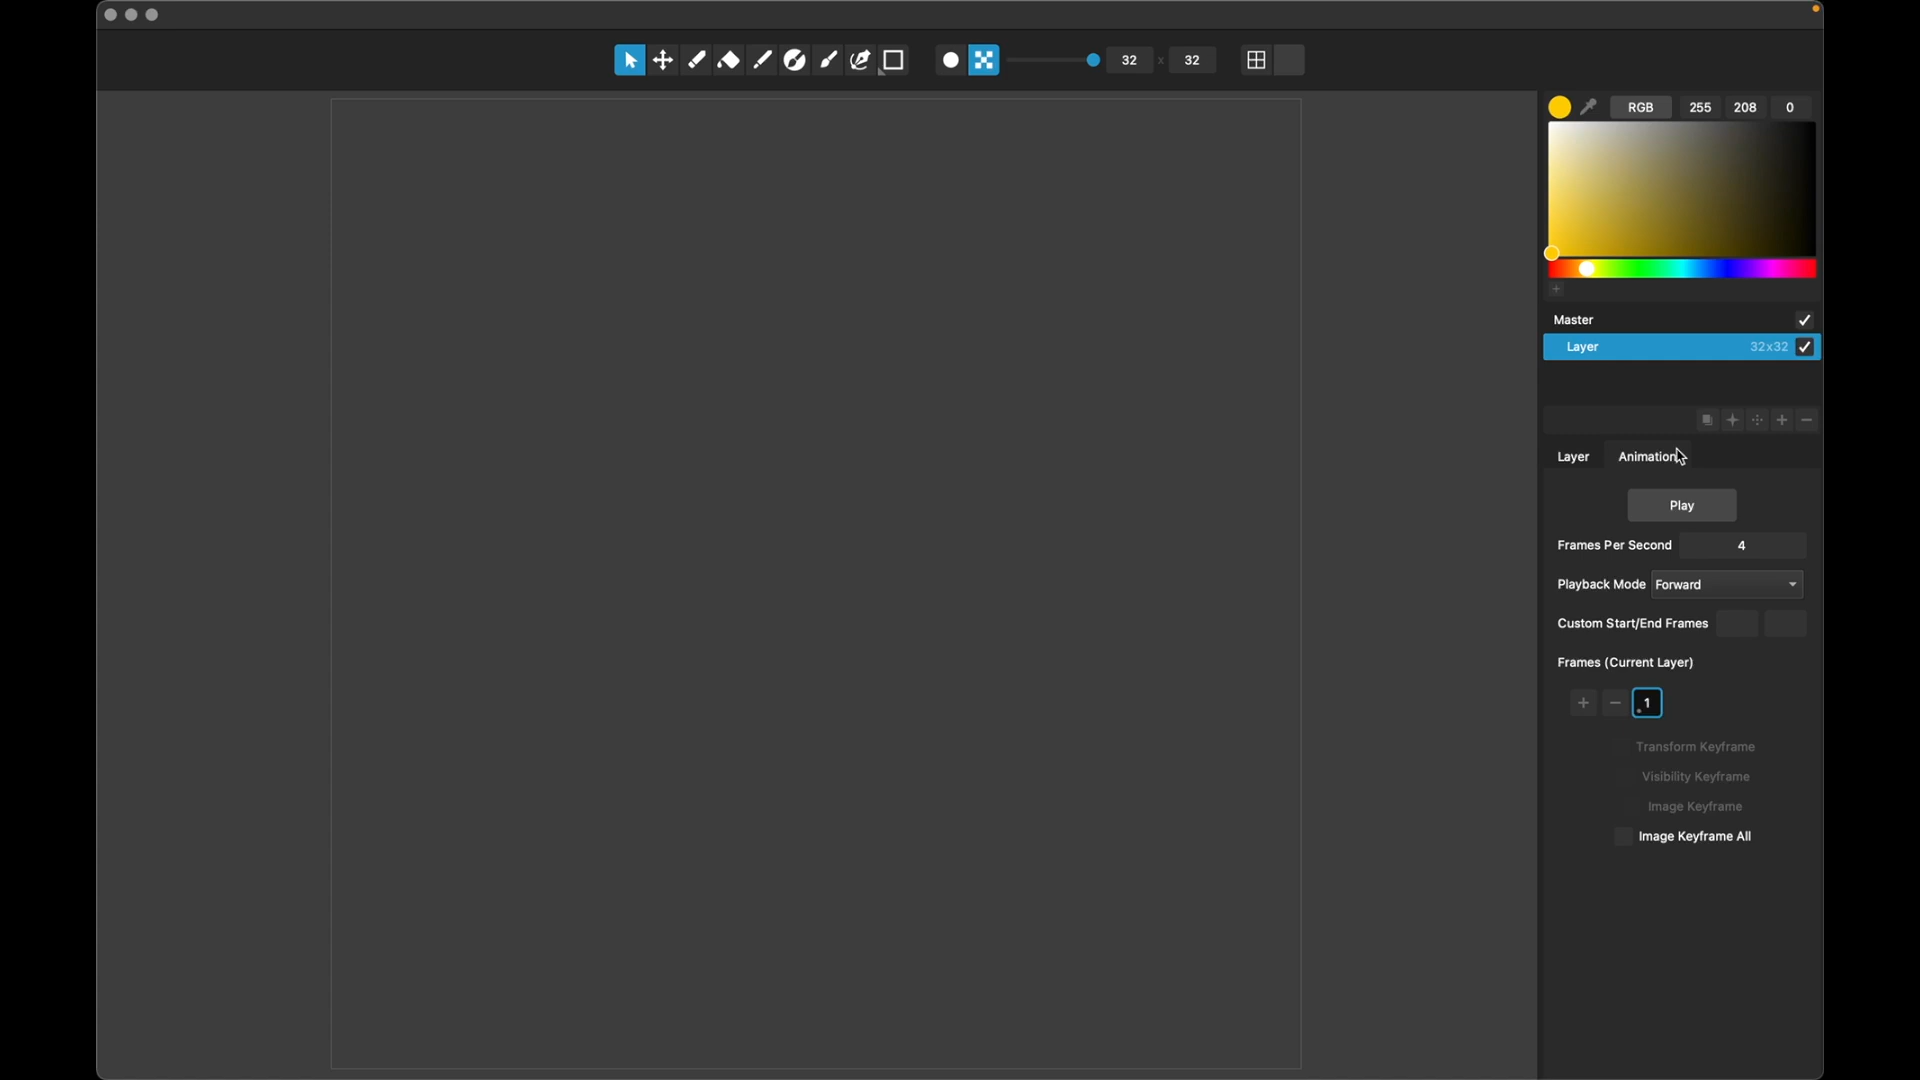 32 x 32
RGB 255 208 0
Master
Layer 32x32
Layer Animation
Play
Frames Per Second 4
Playback Mode Forward
Custom Start/End Frames
Frames (Current Layer)
+ − 1
Transform Keyframe
Visibility Keyframe
Image Keyframe
Image Keyframe All